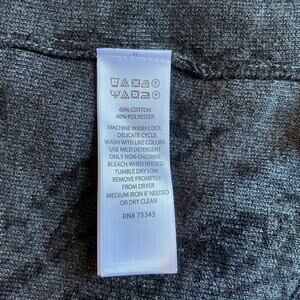 60% COTTON
40% POLYESTER
MACHINE WASH COOL
- DELICATE CYCLE
WASH WITH LIKE COLORS
USE MILD DETERGENT
ONLY NON-CHLORINE
BLEACH WHEN NEEDED
TUMBLE DRY LOW
REMOVE PROMPTLY
FROM DRYER
MEDIUM IRON IF NEEDED
OR DRY CLEAN
RN# 75343